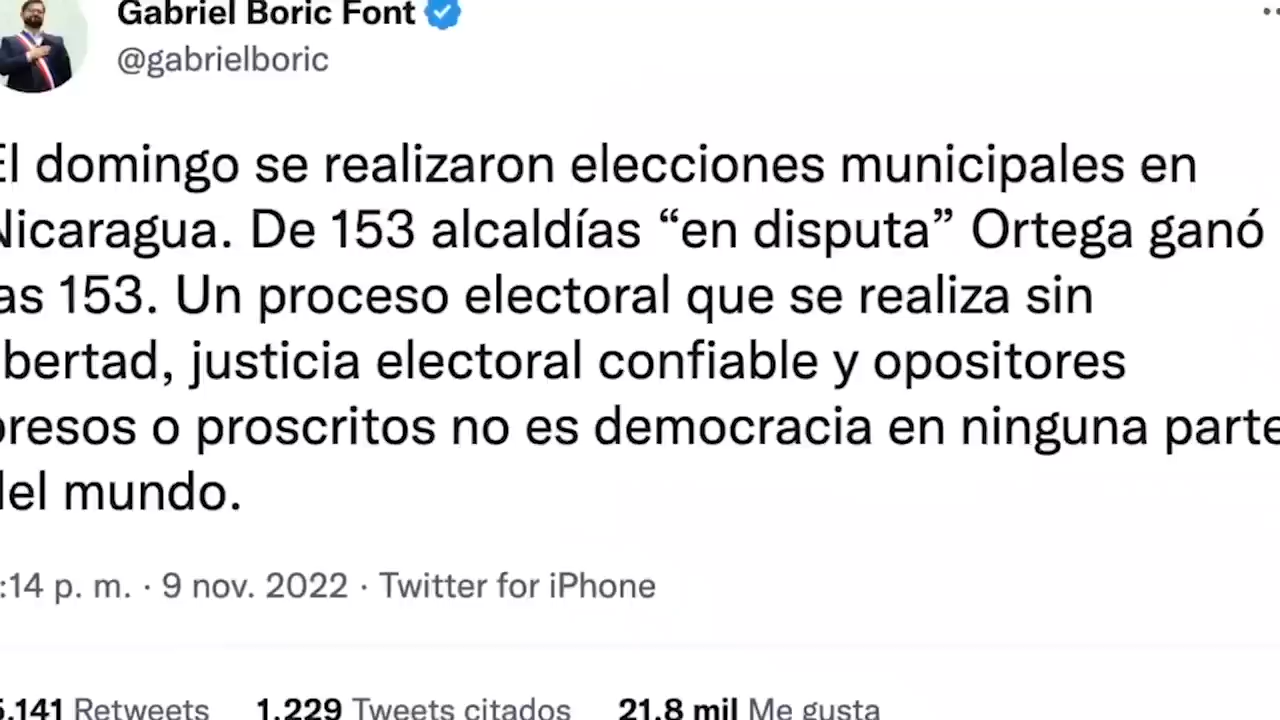 Gabriel Boric Font
@gabrielboric
El domingo se realizaron elecciones municipales en
Nicaragua. De 153 alcaldías “en disputa” Ortega ganó
las 153. Un proceso electoral que se realiza sin
libertad, justicia electoral confiable y opositores
presos o proscritos no es democracia en ninguna parte
del mundo.
:14 p. m. · 9 nov. 2022 · Twitter for iPhone
5.141 Retweets 1.229 Tweets citados 21,8 mil Me gusta